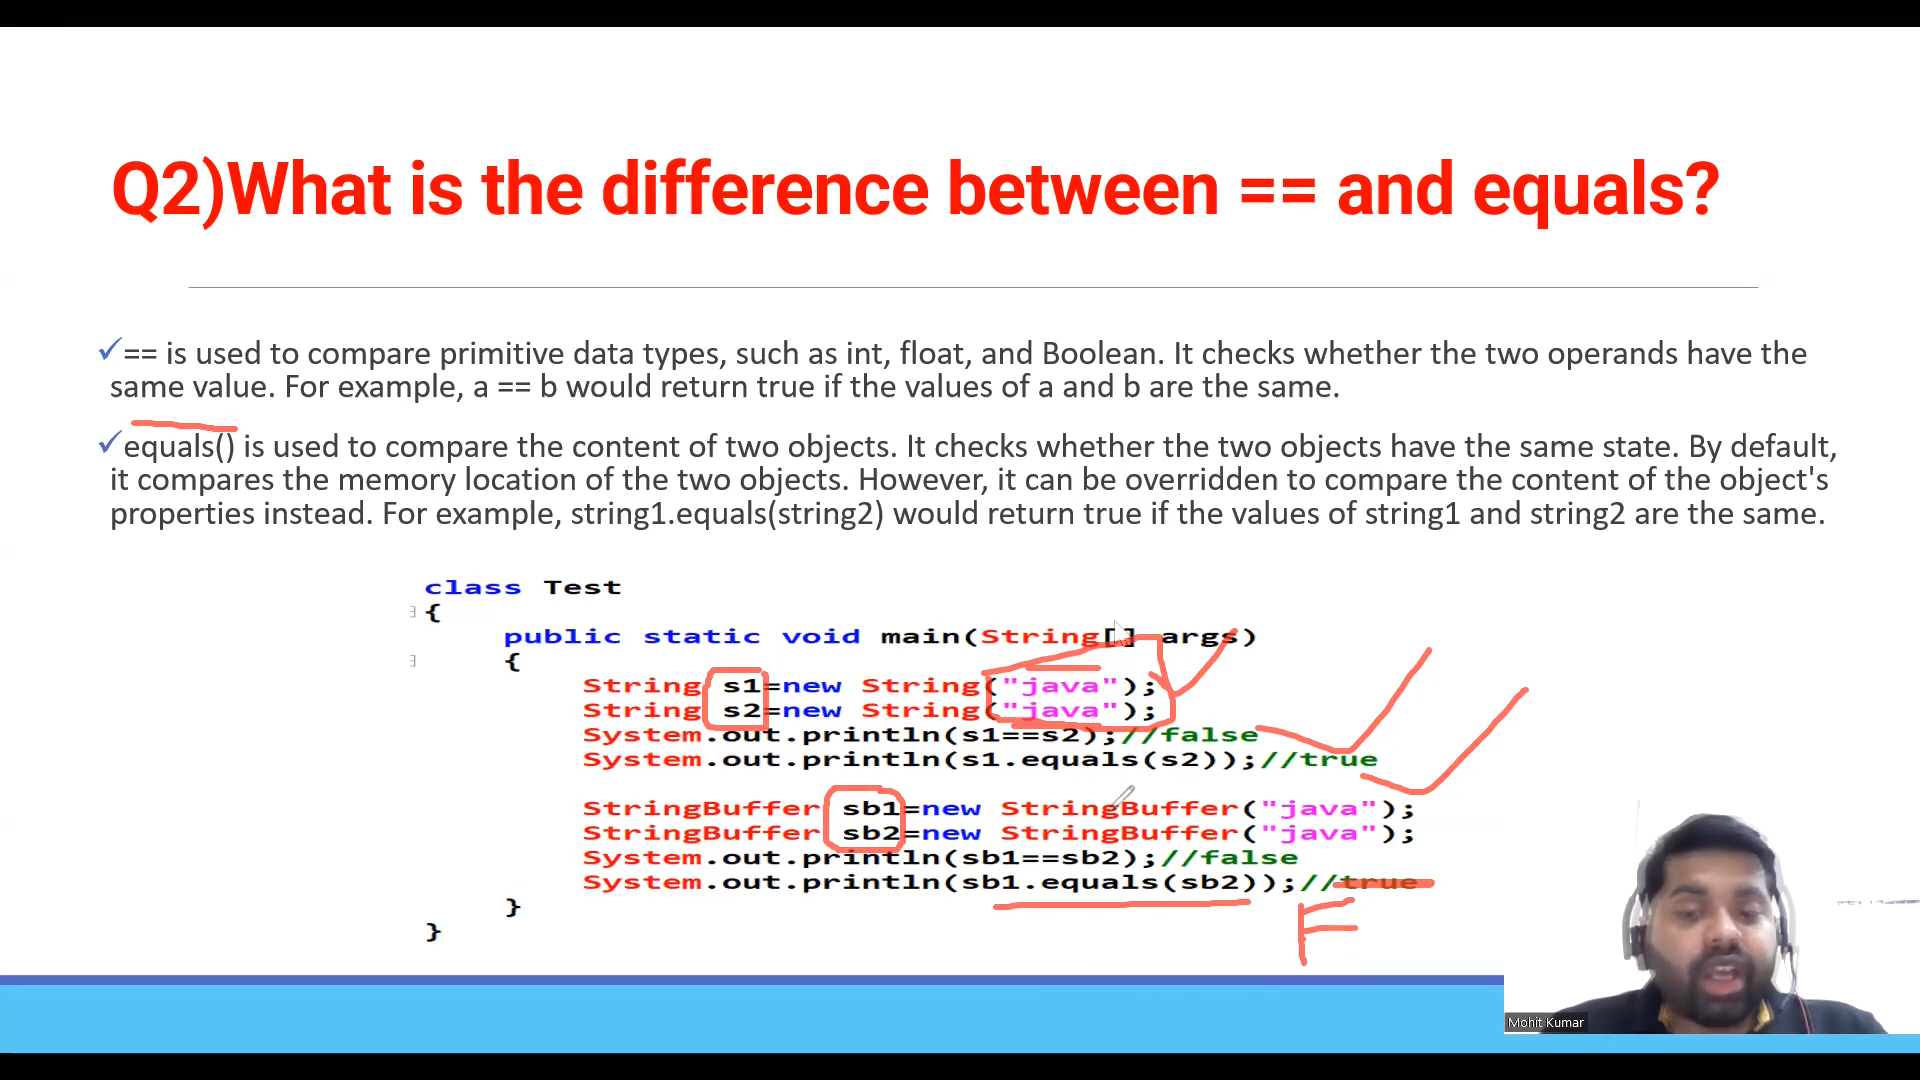 Q2)What is the difference between == and equals?
== is used to compare primitive data types, such as int, float, and Boolean. It checks whether the two operands have the
same value. For example, a == b would return true if the values of a and b are the same.
equals() is used to compare the content of two objects. It checks whether the two objects have the same state. By default,
it compares the memory location of the two objects. However, it can be overridden to compare the content of the object's
properties instead. For example, string1.equals(string2) would return true if the values of string1 and string2 are the same.
class Test
{
public static void main(String[] args)
{
String s1=new String("java");
String s2=new String("java");
System.out.println(s1==s2);//false
System.out.println(s1.equals(s2));//true
StringBuffer sb1=new StringBuffer("java");
StringBuffer sb2=new StringBuffer("java");
System.out.println(sb1==sb2);//false
System.out.println(sb1.equals(sb2));//true
F
}
}
Mohit Kumar